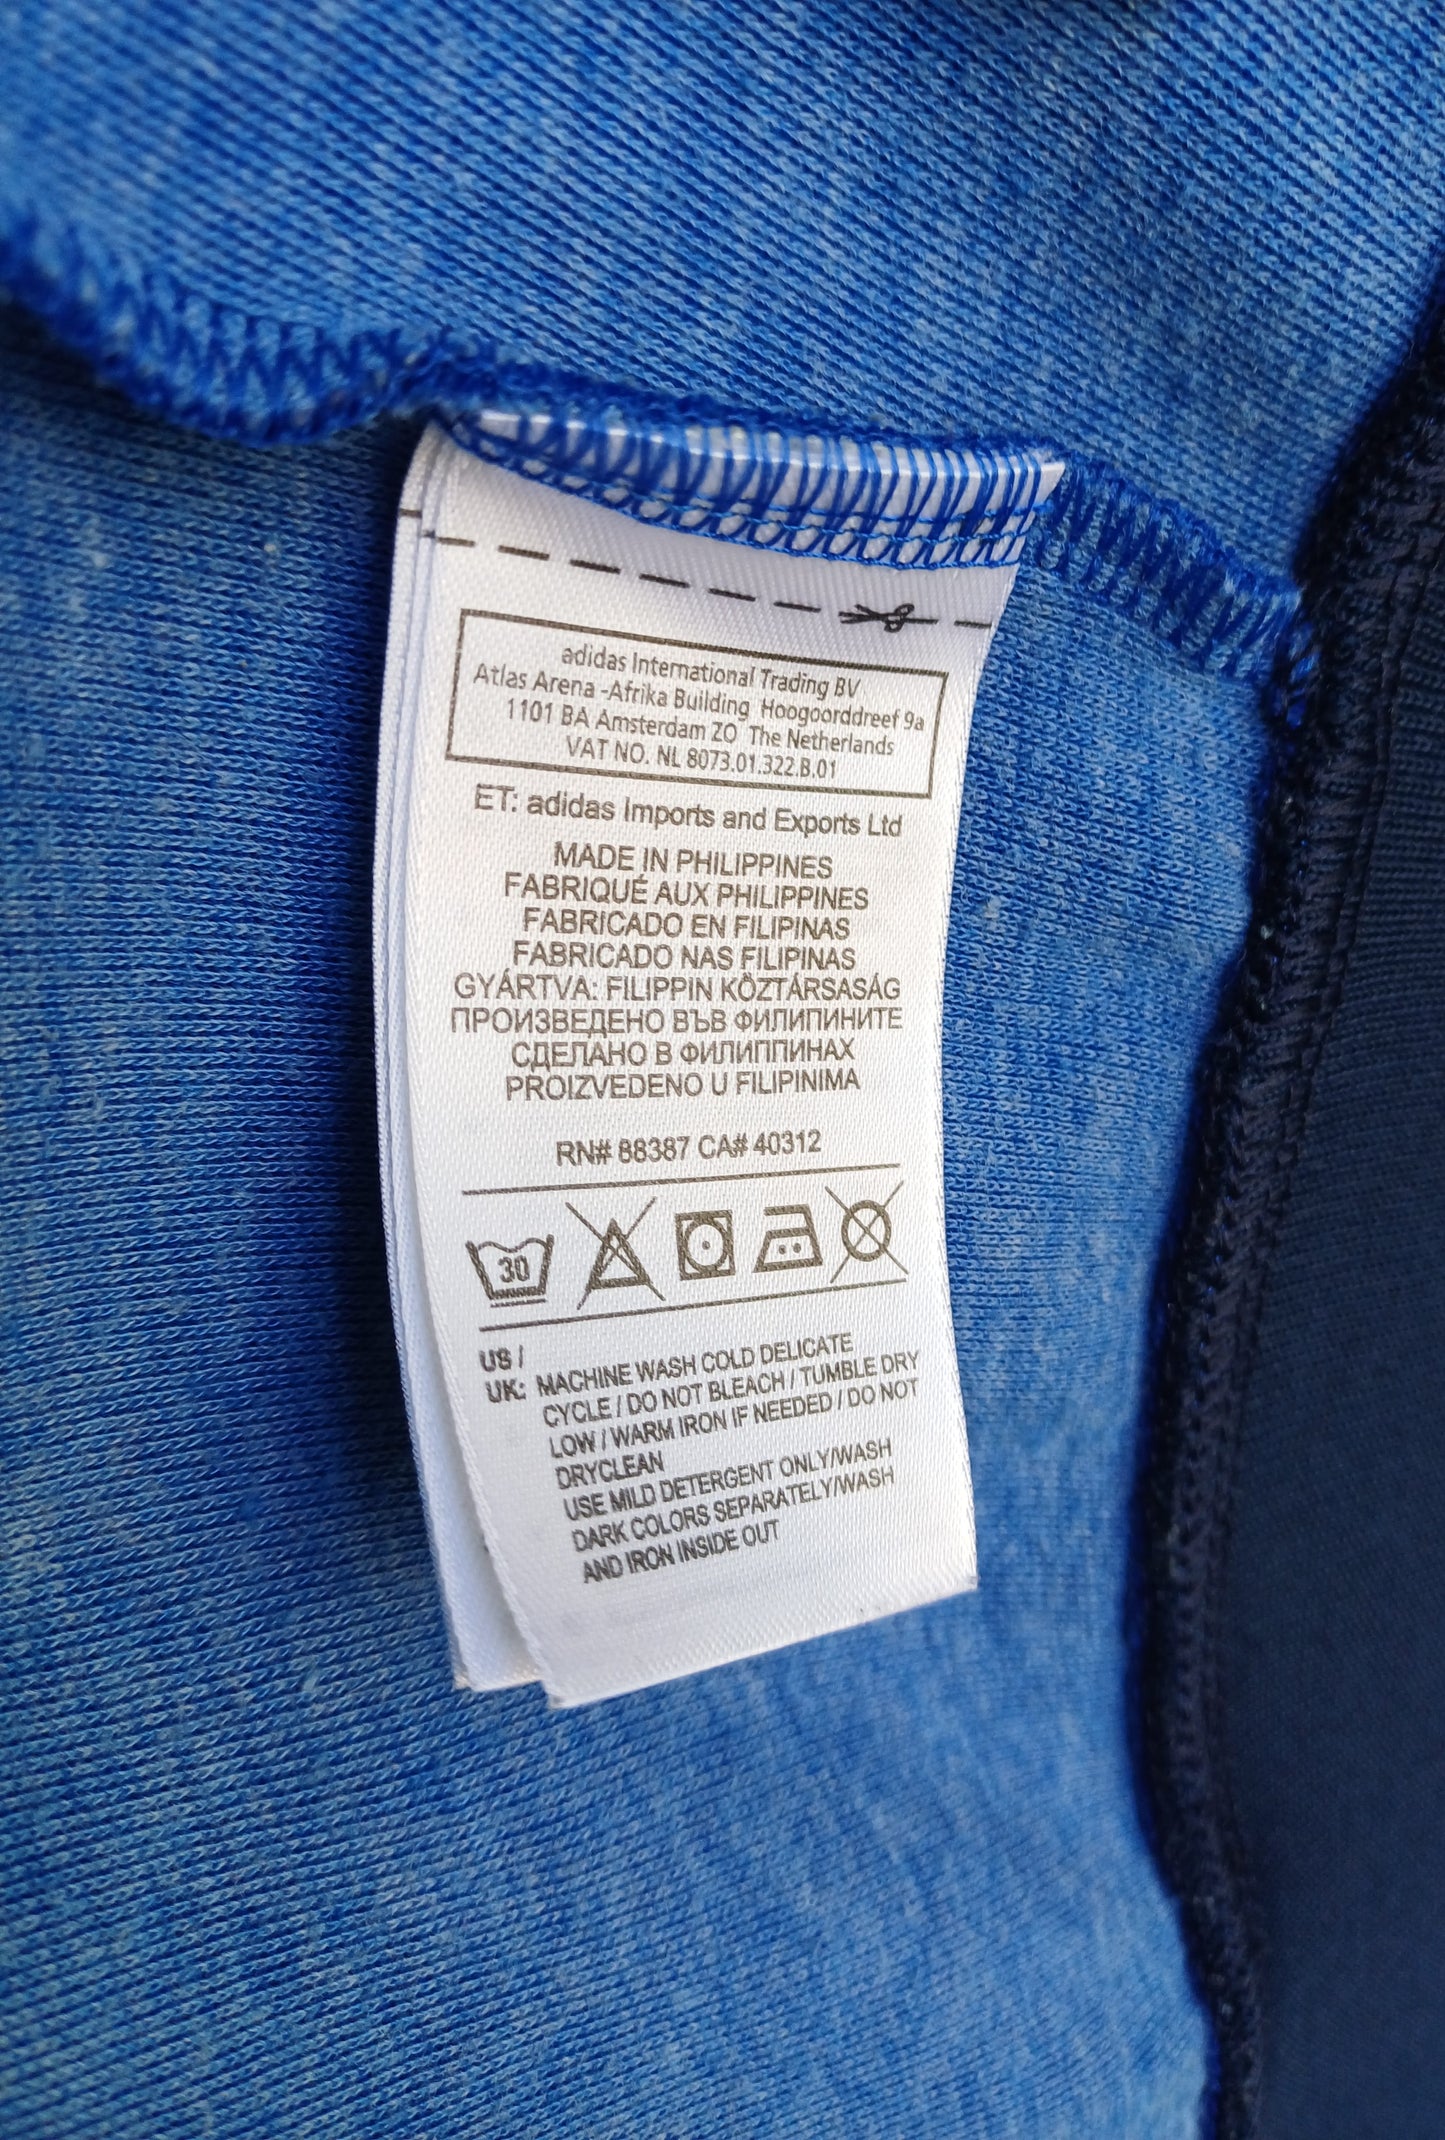 adidas International Trading BV
Atlas Arena -Afrika Building Hoogoorddreef 9a
1101 BA Amsterdam ZO The Netherlands
VAT NO. NL 8073.01.322.B.01
ET: adidas Imports and Exports Ltd
MADE IN PHILIPPINES
FABRIQUÉ AUX PHILIPPINES
FABRICADO EN FILIPINAS
FABRICADO NAS FILIPINAS
GYÁRTVA: FILIPPIN KÖZTÁRSASÁG
ПРОИЗВЕДЕНО ВЪВ ФИЛИПИНИТЕ
СДЕЛАНО В ФИЛИППИНАХ
PROIZVEDENO U FILIPINIMA
RN# 88387 CA# 40312
30
US /
UK: MACHINE WASH COLD DELICATE
CYCLE / DO NOT BLEACH / TUMBLE DRY
LOW / WARM IRON IF NEEDED / DO NOT
DRYCLEAN
USE MILD DETERGENT ONLY/WASH
DARK COLORS SEPARATELY/WASH
AND IRON INSIDE OUT